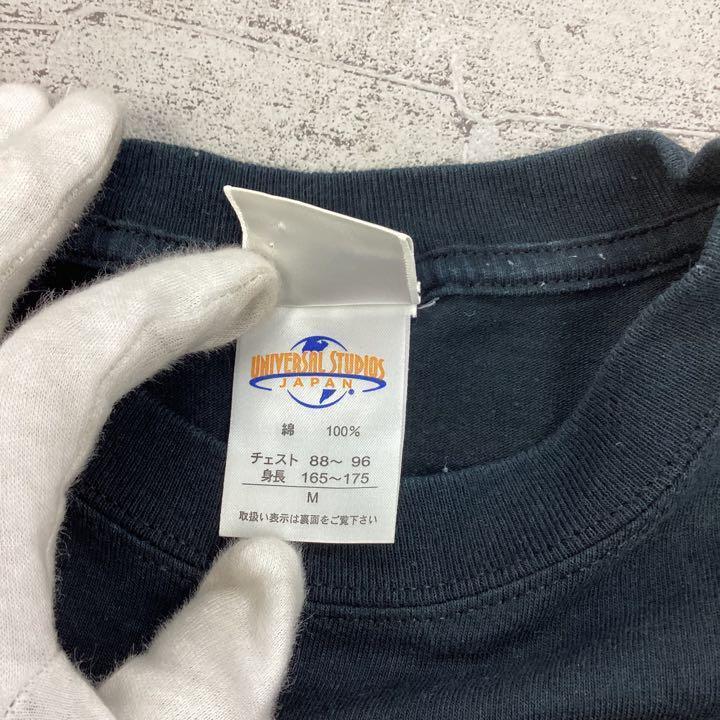 UNIVERSAL STUDIOS
JAPAN
綿 100%
チェスト 88～ 96
身長 165～175
M
取扱い表示は裏面をご覧下さい